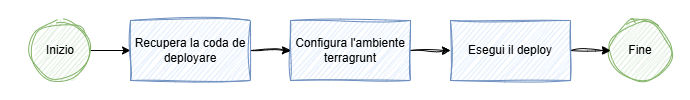 Inizio
Recupera la coda de
deployare
Configura l'ambiente
terragrunt
Esegui il deploy
Fine